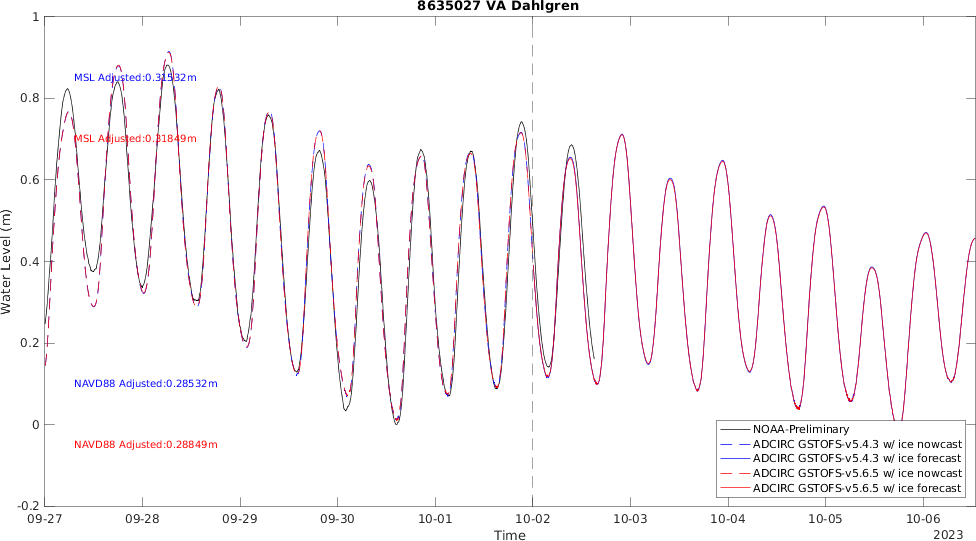 8635027 VA Dahlgren
1
0.8
0.6
0.4
0.2
0
-0.2
Water Level (m)
MSL Adjusted:0.31532m
MSL Adjusted:0.31849m
NAVD88 Adjusted:0.28532m
NAVD88 Adjusted:0.28849m
NOAA-Preliminary
ADCIRC GSTOFS-v5.4.3 w/ ice nowcast
ADCIRC GSTOFS-v5.4.3 w/ ice forecast
ADCIRC GSTOFS-v5.6.5 w/ ice nowcast
ADCIRC GSTOFS-v5.6.5 w/ ice forecast
09-27 09-28 09-29 09-30 10-01 10-02 10-03 10-04 10-05 10-06
Time
2023